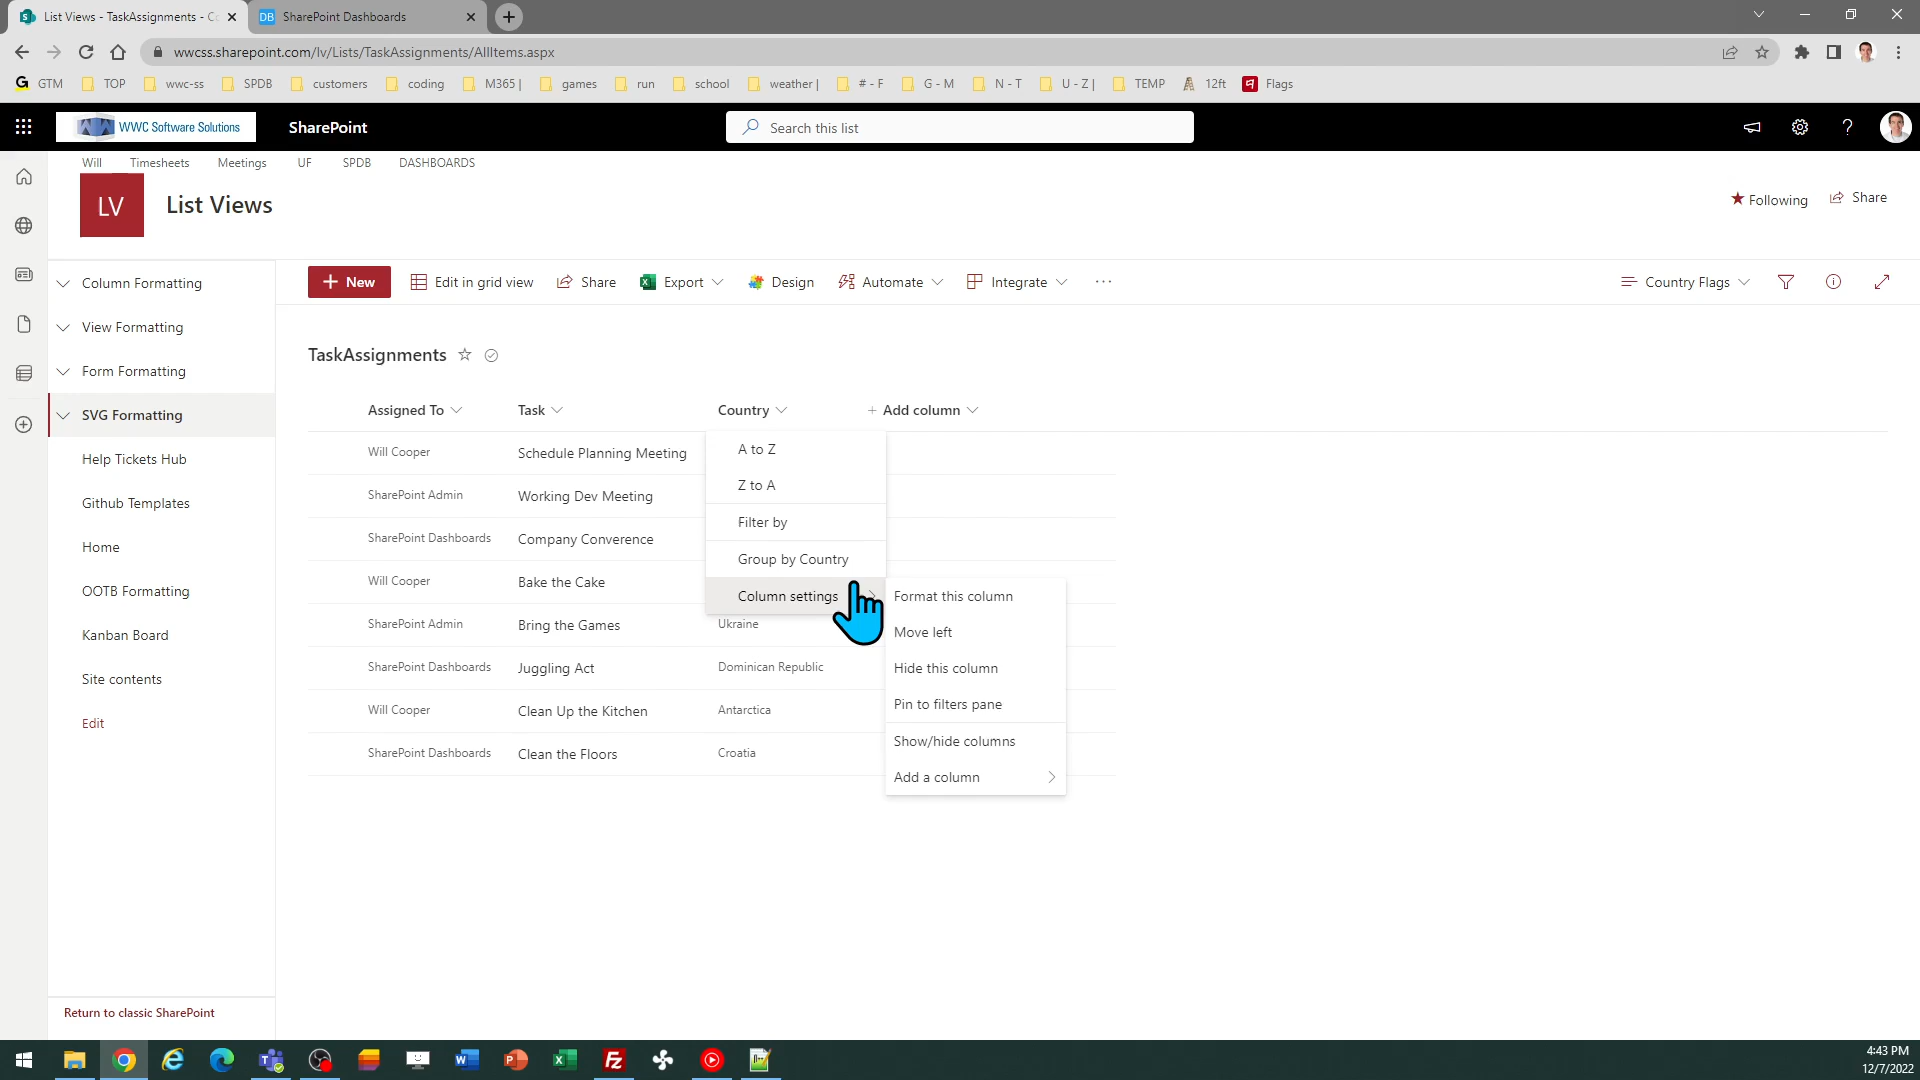 List Views - TaskAssignments - Co
SharePoint Dashboards
wwcss.sharepoint.com/lv/Lists/TaskAssignments/AllItems.aspx
GTM TOP wwc-ss SPDB customers coding M365 | games run school weather | # - F G - M N - T U - Z | TEMP 12ft Flags
WWC Software Solutions
SharePoint
Search this list
Will Timesheets Meetings UF SPDB DASHBOARDS
LV
List Views
Following
Share
Column Formatting
View Formatting
Form Formatting
SVG Formatting
Help Tickets Hub
Github Templates
Home
OOTB Formatting
Kanban Board
Site contents
Edit
Return to classic SharePoint
New Edit in grid view Share Export Design Automate Integrate ··· Country Flags
TaskAssignments
Assigned To Task Country + Add column
Will Cooper Schedule Planning Meeting
SharePoint Admin Working Dev Meeting
SharePoint Dashboards Company Converence
Will Cooper Bake the Cake
SharePoint Admin Bring the Games Ukraine
SharePoint Dashboards Juggling Act Dominican Republic
Will Cooper Clean Up the Kitchen Antarctica
SharePoint Dashboards Clean the Floors Croatia
A to Z
Z to A
Filter by
Group by Country
Column settings
Format this column
Move left
Hide this column
Pin to filters pane
Show/hide columns
Add a column
4:43 PM
12/7/2022